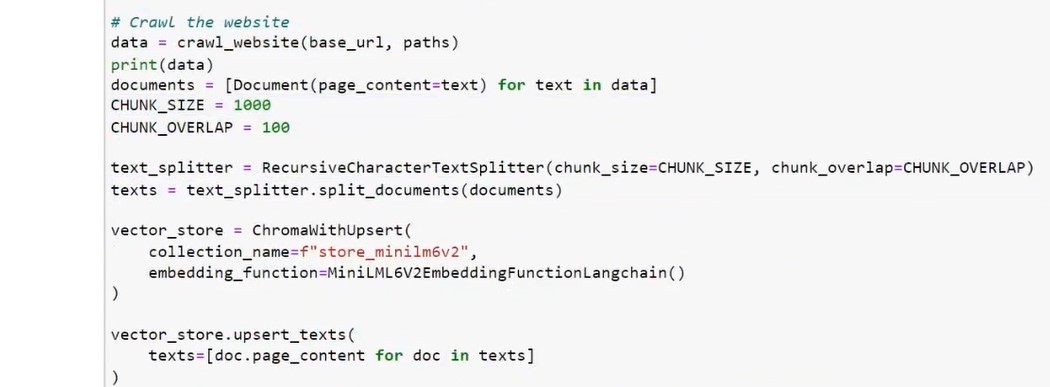 # Crawl the website
data = crawl_website(base_url, paths)
print(data)
documents = [Document(page_content=text) for text in data]
CHUNK_SIZE = 1000
CHUNK_OVERLAP = 100
text_splitter = RecursiveCharacterTextSplitter(chunk_size=CHUNK_SIZE, chunk_overlap=CHUNK_OVERLAP)
texts = text_splitter.split_documents(documents)
vector_store = ChromaWithUpsert(
    collection_name=f"store_minilm6v2",
    embedding_function=MiniLML6V2EmbeddingFunctionLangchain()
)
vector_store.upsert_texts(
    texts=[doc.page_content for doc in texts]
)